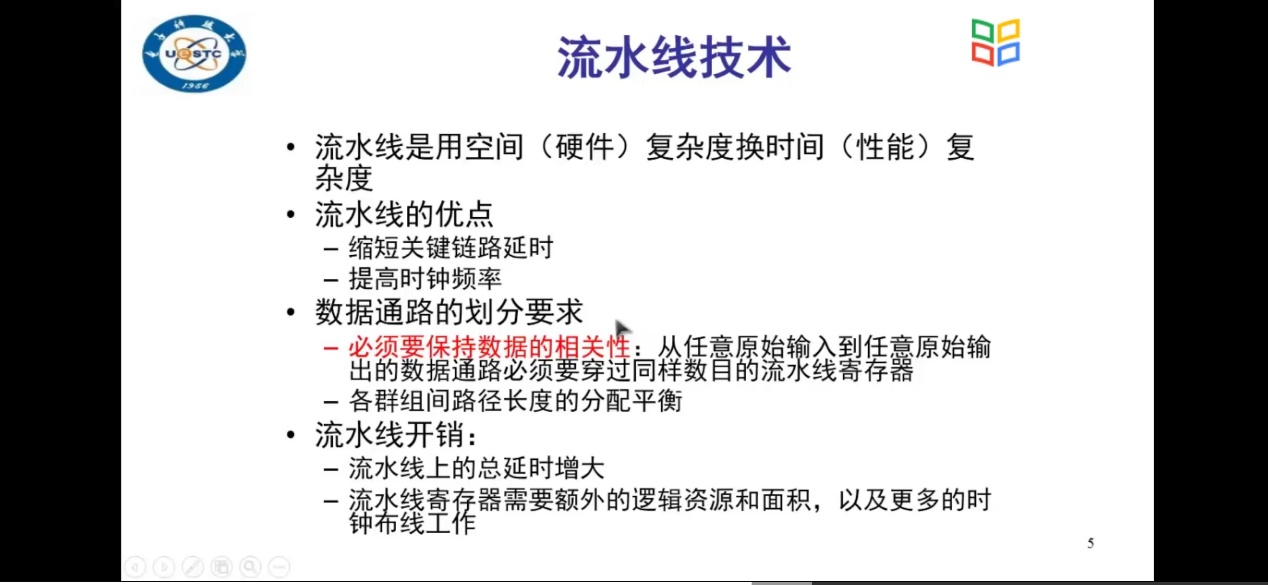 流水线技术
UESTC
1956
• 流水线是用空间（硬件）复杂度换时间（性能）复
杂度
• 流水线的优点
– 缩短关键链路延时
– 提高时钟频率
• 数据通路的划分要求
– 必须要保持数据的相关性：从任意原始输入到任意原始输
出的数据通路必须要穿过同样数目的流水线寄存器
– 各群组间路径长度的分配平衡
• 流水线开销：
– 流水线上的总延时增大
– 流水线寄存器需要额外的逻辑资源和面积，以及更多的时
钟布线工作
5